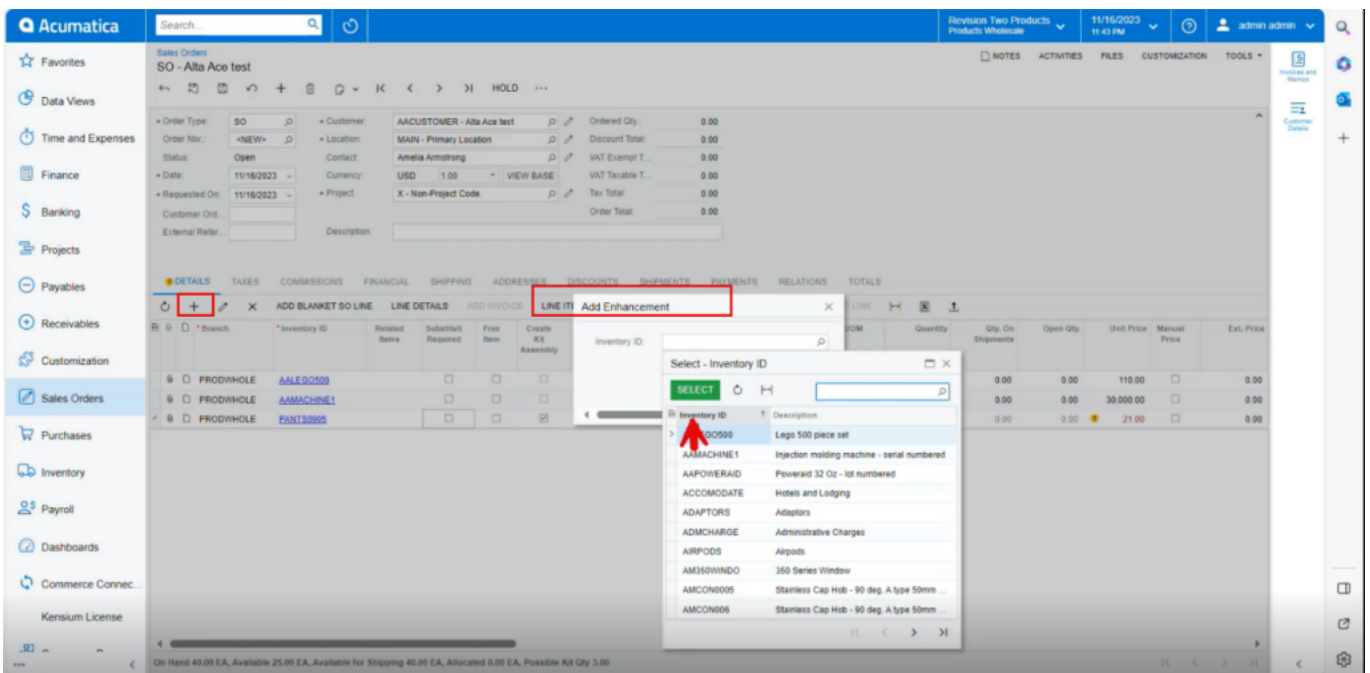 Acumatica
Search...
Revision Two Products
Products Wholesale
11/16/2023
11:43 PM
admin admin
Favorites
Data Views
Time and Expenses
Finance
Banking
Projects
Payables
Receivables
Customization
Sales Orders
Purchases
Inventory
Payroll
Dashboards
Commerce Connec...
Kensium License
Sales Orders
SO - Alta Ace test
NOTES ACTIVITIES FILES CUSTOMIZATION TOOLS
HOLD
Invoices and Memos
Customer Details
* Order Type: SO * Customer: AACUSTOMER - Alta Ace test Ordered Qty.: 0.00
Order Nbr.: <NEW> * Location: MAIN - Primary Location Discount Total: 0.00
Status: Open Contact: Amelia Armstrong VAT Exempt T... 0.00
* Date: 11/16/2023 Currency: USD 1.00 VIEW BASE VAT Taxable T... 0.00
* Requested On: 11/16/2023 * Project: X - Non-Project Code. Tax Total: 0.00
Customer Ord... Order Total: 0.00
External Refer... Description:
DETAILS TAXES COMMISSIONS FINANCIAL SHIPPING ADDRESSES DISCOUNTS SHIPMENTS PAYMENTS RELATIONS TOTALS
ADD BLANKET SO LINE LINE DETAILS ADD INVOICE LINE ITE LINK
* Branch * Inventory ID Related Items Substituti Required Free Item Create Kit Assembly UOM Quantity Qty. On Shipments Open Qty. Unit Price Manual Price Ext. Price
PRODWHOLE AALEGO500 0.00 0.00 110.00 0.00
PRODWHOLE AAMACHINE1 0.00 0.00 30,000.00 0.00
PRODWHOLE PANTS0905 0.00 0.00 21.00 0.00
Add Enhancement
Inventory ID:
Select - Inventory ID
SELECT
Inventory ID Description
GO500 Lego 500 piece set
AAMACHINE1 Injection molding machine - serial numbered
AAPOWERAID Poweraid 32 Oz - lot numbered
ACCOMODATE Hotels and Lodging
ADAPTORS Adaptors
ADMCHARGE Administrative Charges
AIRPODS Airpods
AM350WINDO 350 Series Window
AMCON0005 Stainless Cap Hob - 90 deg. A type 50mm ...
AMCON006 Stainless Cap Hob - 90 deg. A type 50mm ...
On Hand 40.00 EA, Available 25.00 EA, Available for Shipping 40.00 EA, Allocated 0.00 EA, Possible Kit Qty 3.00